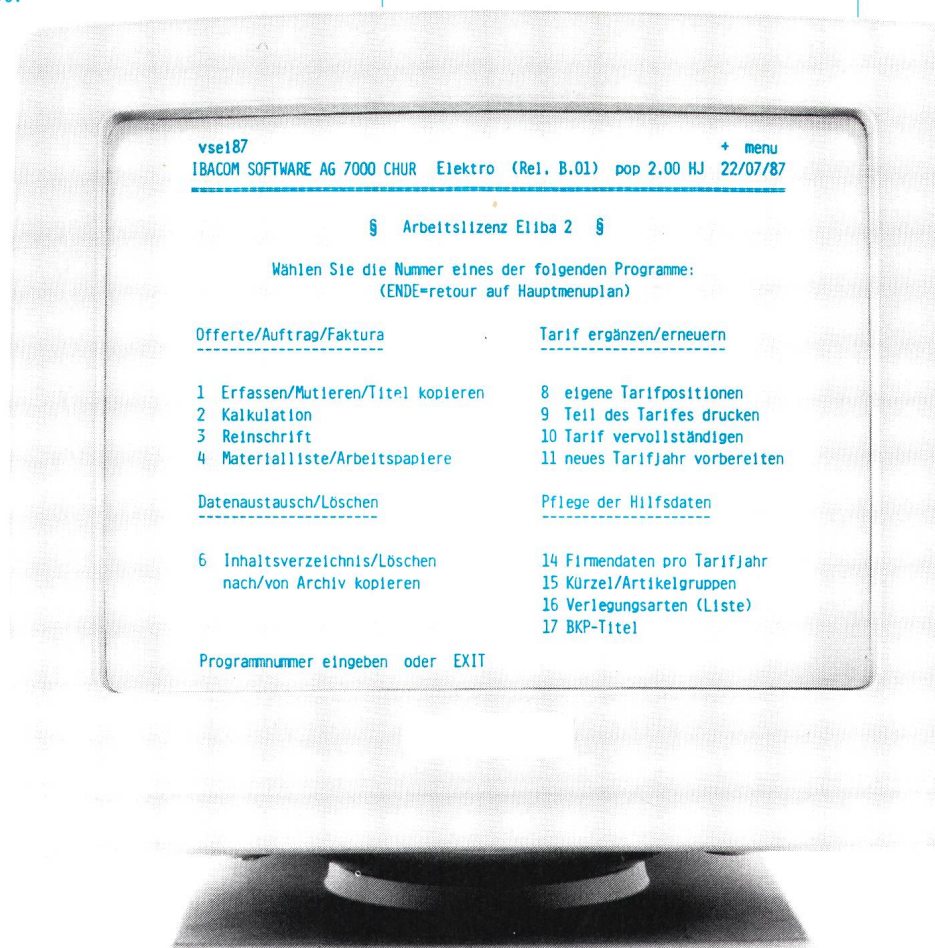 vsei87 + menu
IBACOM SOFTWARE AG 7000 CHUR Elektro (Rel. B.01) pop 2.00 HJ 22/07/87
§ Arbeitslizenz Eliba 2 §
Wählen Sie die Nummer eines der folgenden Programme:
(ENDE=retour auf Hauptmenuplan)
Offerte/Auftrag/Faktura
1 Erfassen/Mutieren/Titel kopieren
2 Kalkulation
3 Reinschrift
4 Materialliste/Arbeitspapiere
Datenaustausch/Löschen
6 Inhaltsverzeichnis/Löschen
nach/von Archiv kopieren
Tarif ergänzen/erneuern
8 eigene Tarifpositionen
9 Teil des Tarifes drucken
10 Tarif vervollständigen
11 neues Tarifjahr vorbereiten
Pflege der Hilfsdaten
14 Firmendaten pro Tarifjahr
15 Kürzel/Artikelgruppen
16 Verlegungsarten (Liste)
17 BKP-Titel
Programmnummer eingeben oder EXIT